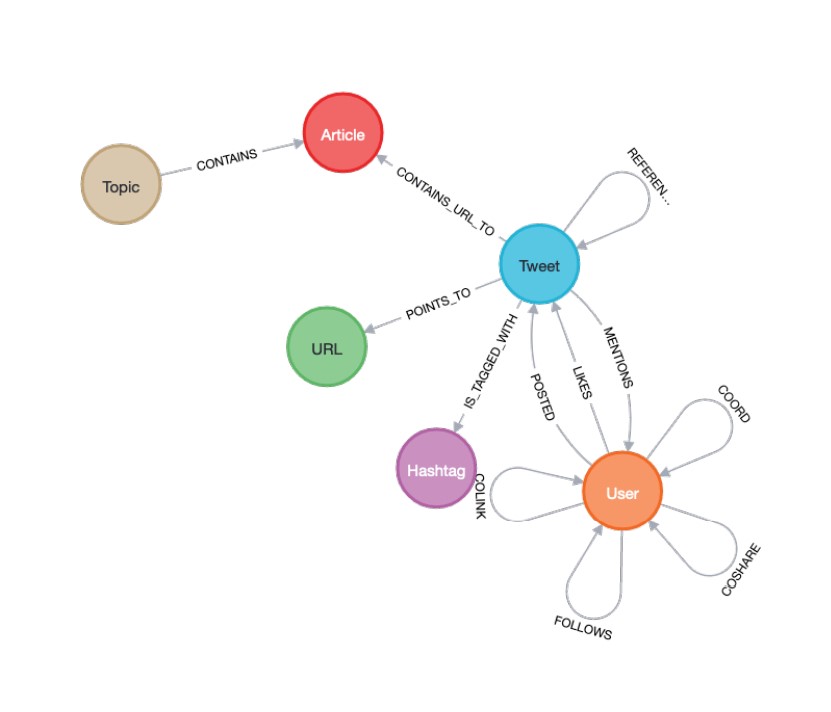 Article
CONTAINS
Topic
CONTAINS_URL_TO
REFEREN...
Tweet
POINTS_TO
URL
IS_TAGGED_WITH
POSTED
LIKES
MENTIONS
Hashtag
COLINK
User
COORD
COSHARE
FOLLOWS